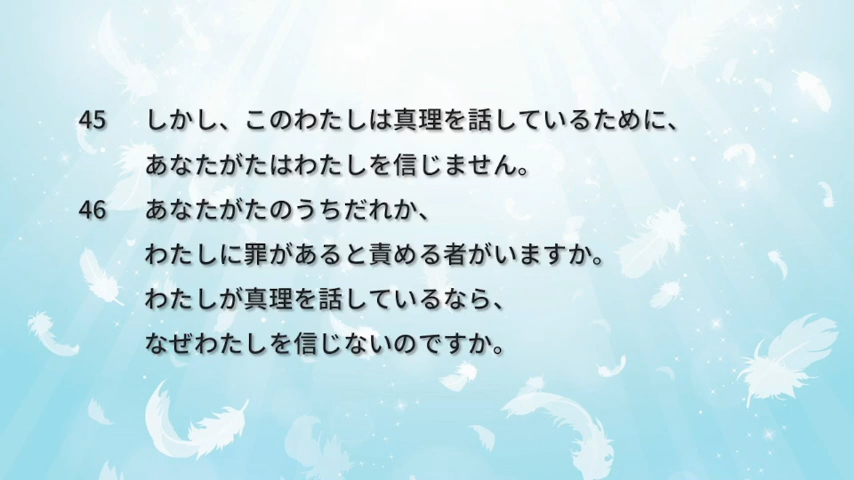 45 しかし、このわたしは真理を話しているために、
あなたがたはわたしを信じません。
46 あなたがたのうちだれか、
わたしに罪があると責める者がいますか。
わたしが真理を話しているなら、
なぜわたしを信じないのですか。